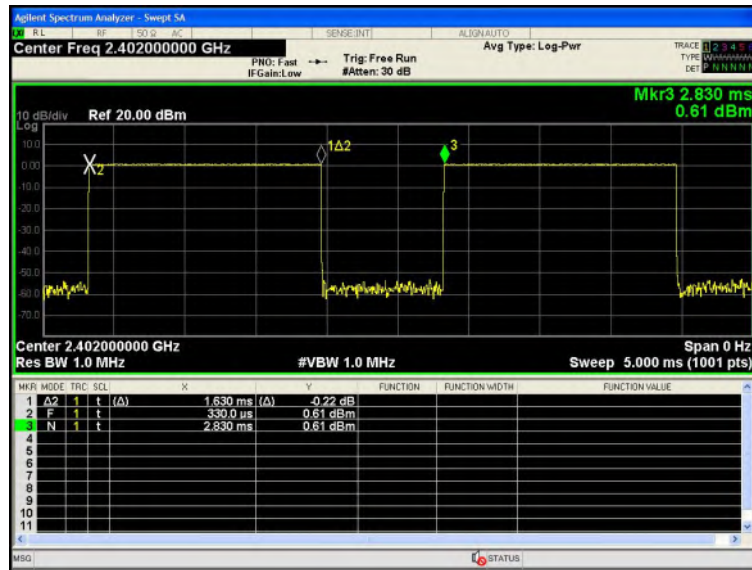 Agilent Spectrum Analyzer - Swept SA
RL RF 50 Ω AC SENSE:INT ALIGNAUTO
Center Freq 2.402000000 GHz
Avg Type: Log-Pwr
TRACE 1 2 3 4 5
TYPE
PNO: Fast Trig: Free Run
DET P N N N N N
IFGain:Low #Atten: 30 dB
Mkr3 2.830 ms
0.61 dBm
10 dB/div Ref 20.00 dBm
Log
10.0
0.00
-10.0
-20.0
-30.0
-40.0
-50.0
-60.0
-70.0
2
1Δ2
3
Center 2.402000000 GHz Span 0 Hz
Res BW 1.0 MHz #VBW 1.0 MHz Sweep 5.000 ms (1001 pts)
MKR MODE TRC SCL X Y FUNCTION FUNCTION WIDTH FUNCTION VALUE
1 Δ2 1 t (Δ) 1.630 ms (Δ) -0.22 dB
2 F 1 t 330.0 µs 0.61 dBm
3 N 1 t 2.830 ms 0.61 dBm
4
5
6
7
8
9
10
11
MSG STATUS